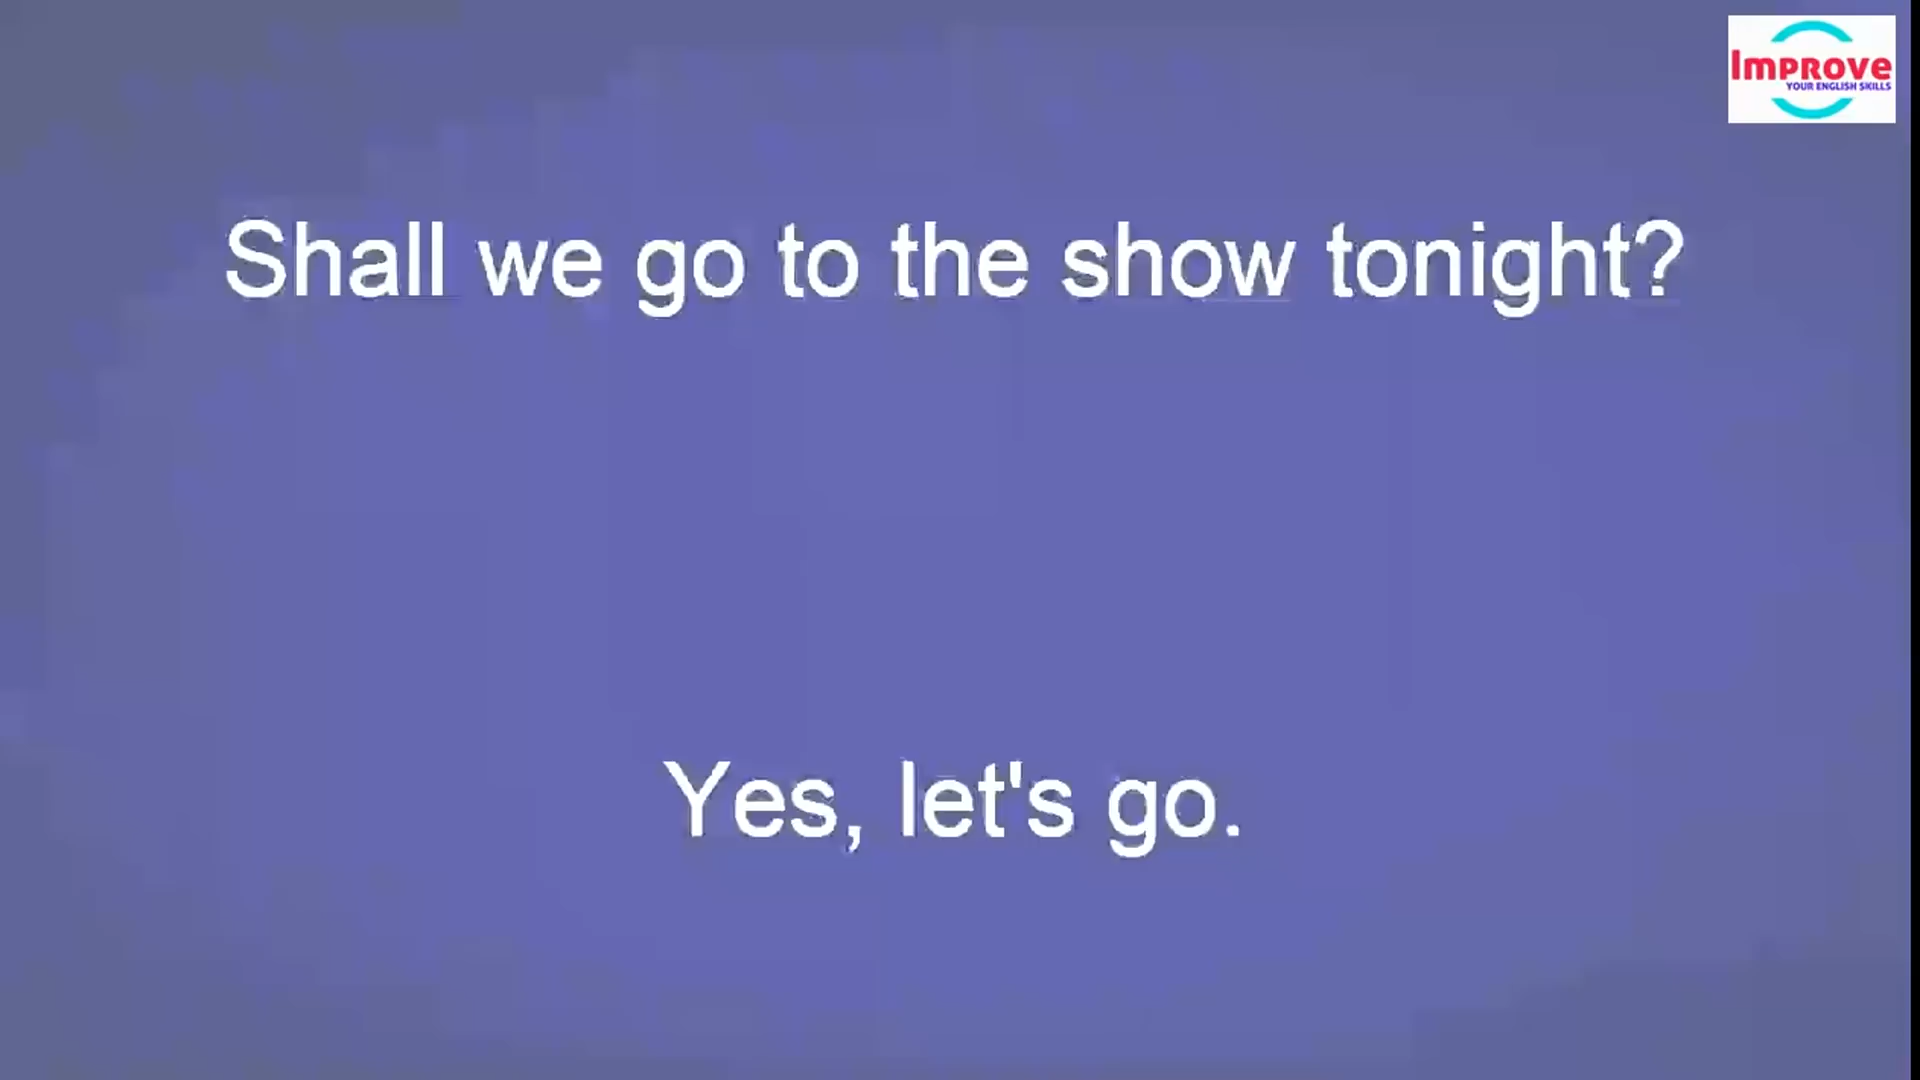 Improve
YOUR ENGLISH SKILLS
Shall we go to the show tonight?
Yes, let's go.